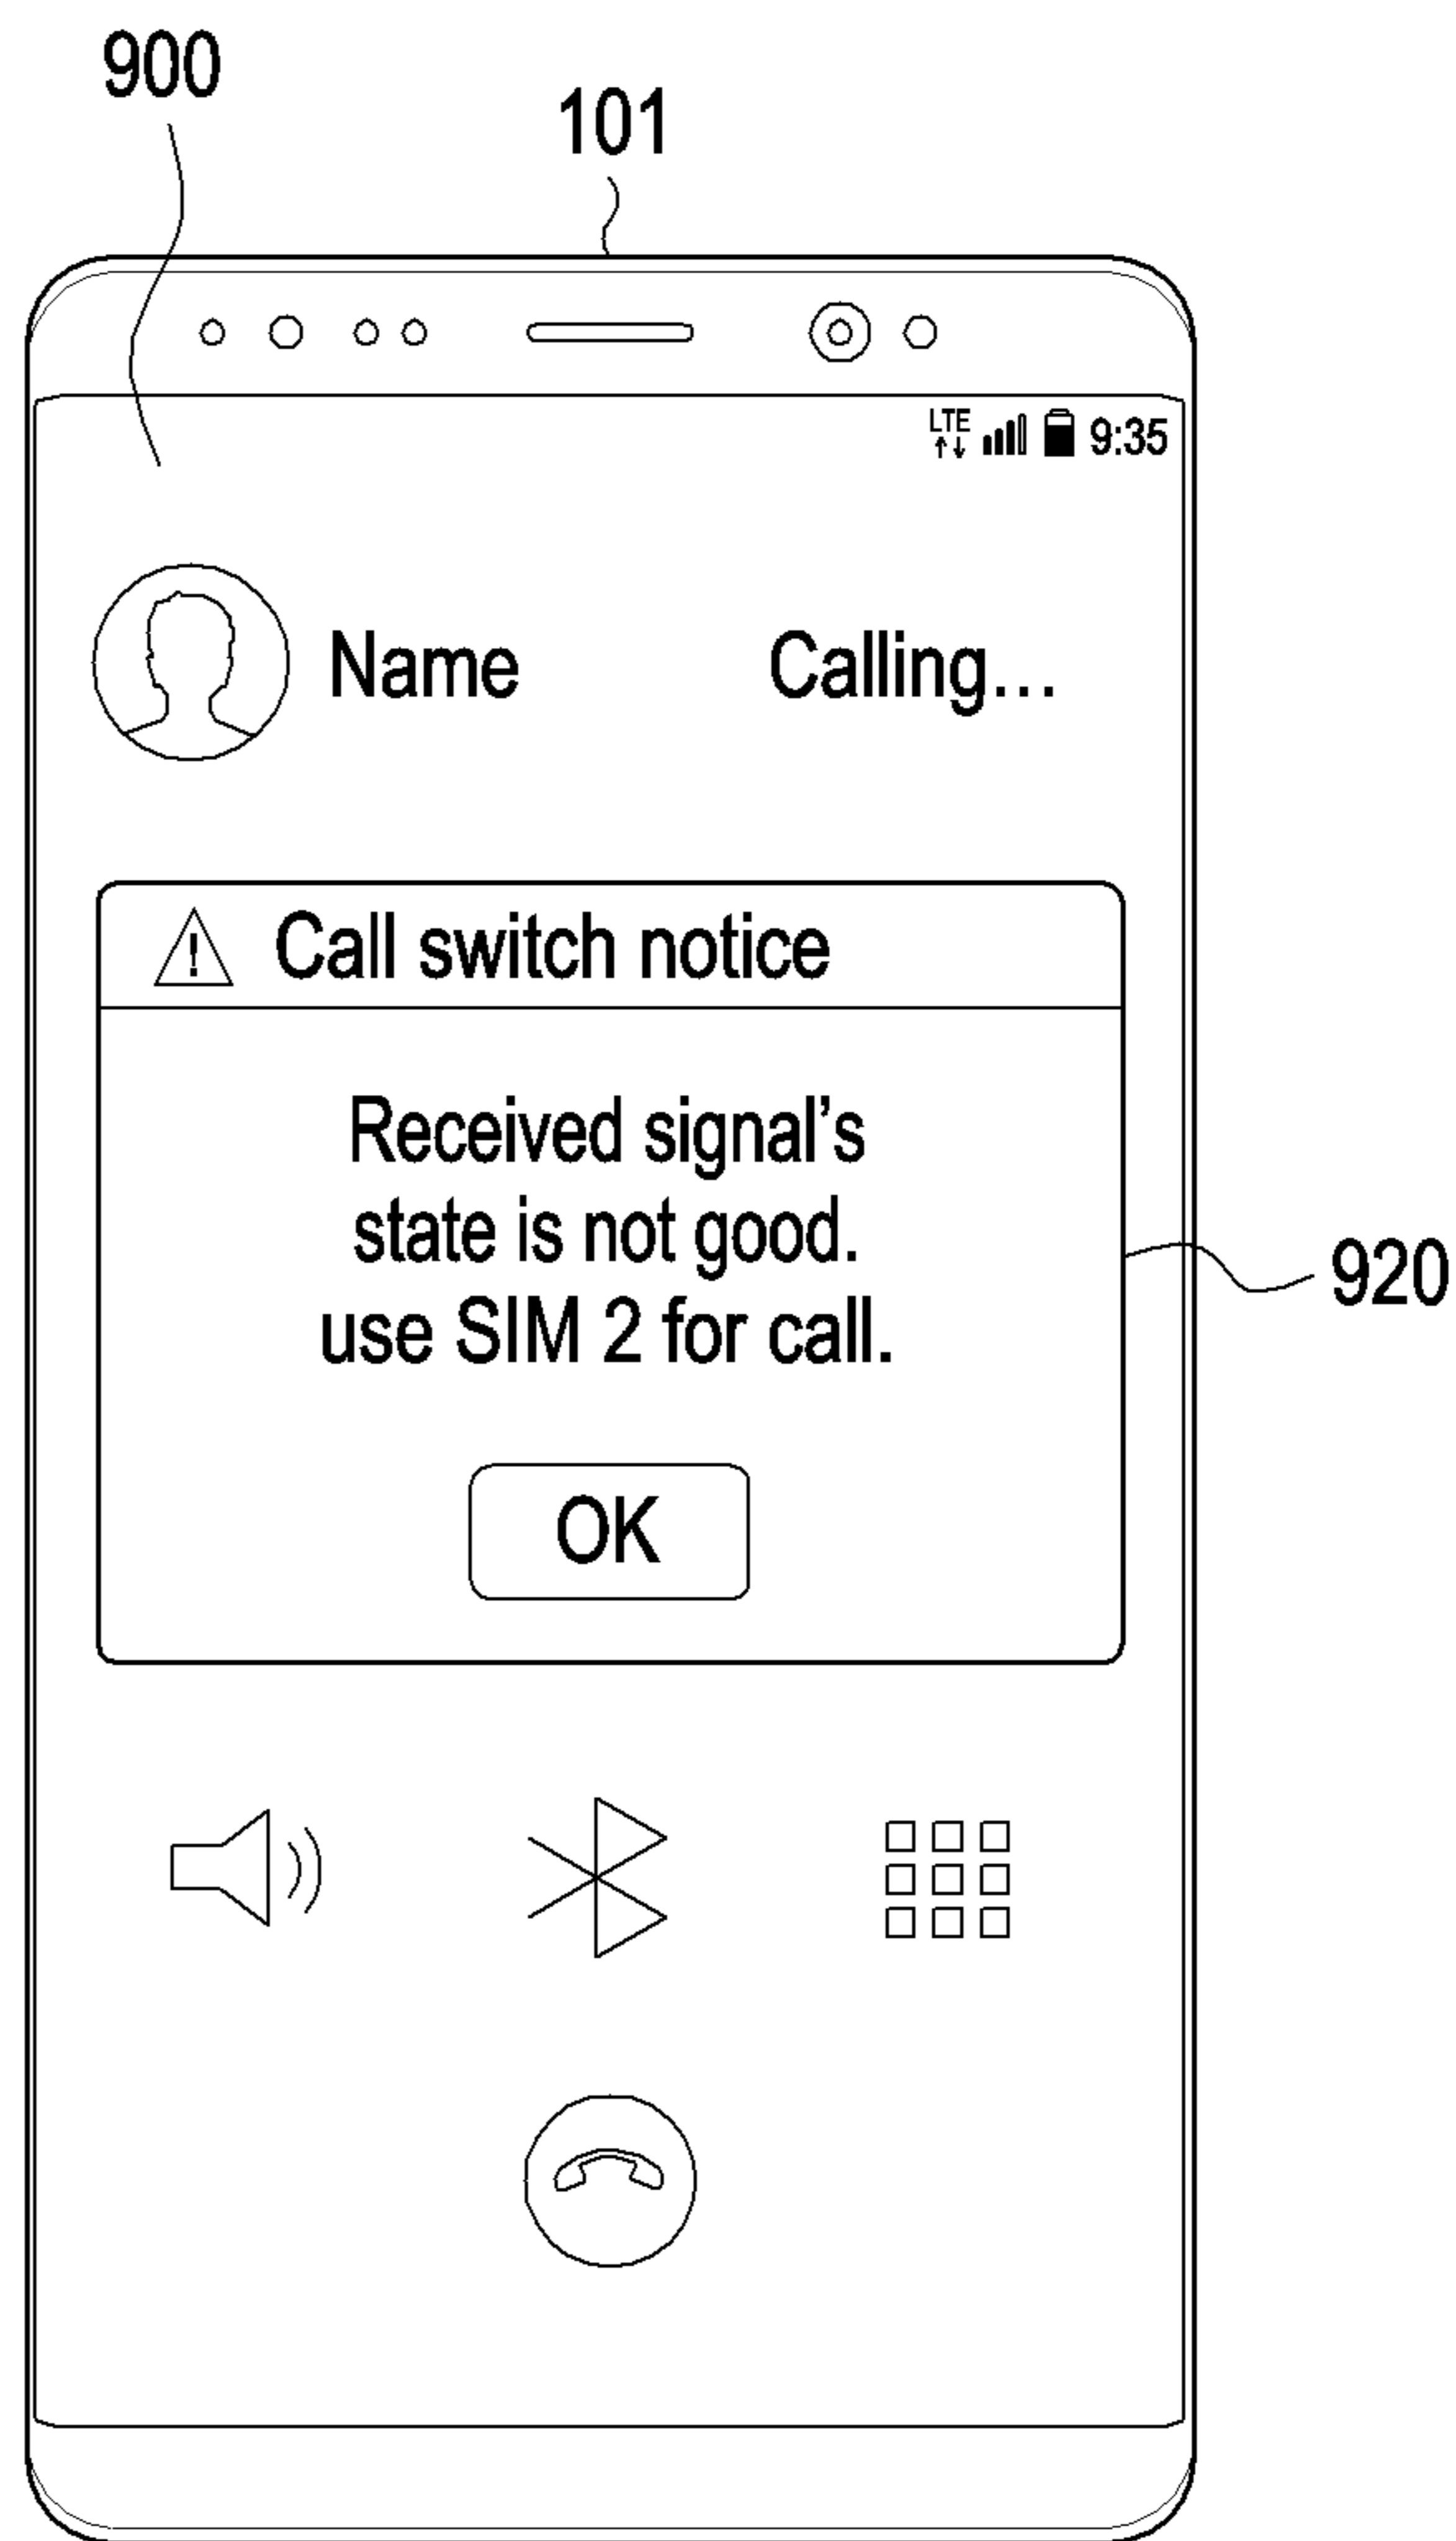 900
101
LTE 9:35
Name Calling...
! Call switch notice
Received signal’s
state is not good.
use SIM 2 for call.
920
OK